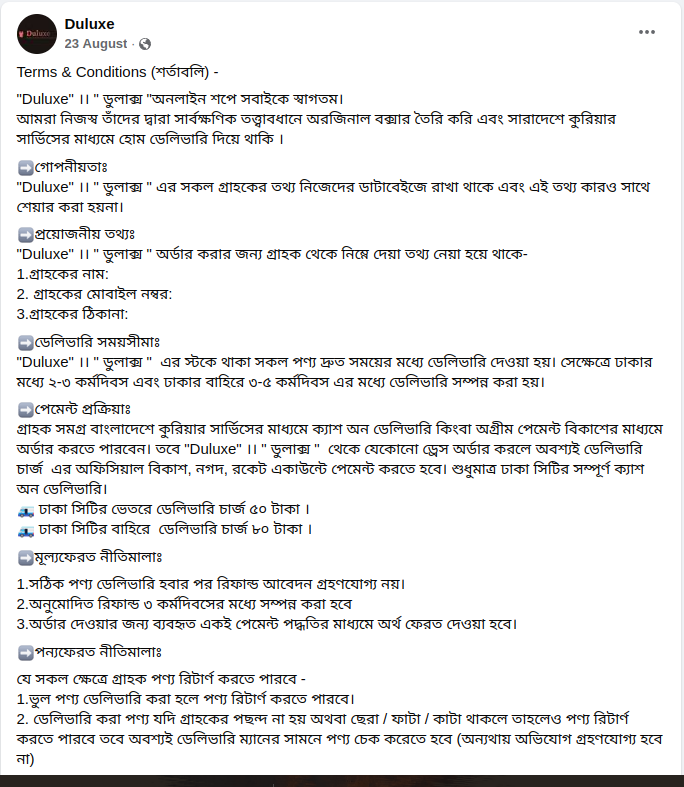 Duluxe
Duluxe
23 August ·
Terms & Conditions (শর্তাবলি) -
"Duluxe" ।। " ডুলাক্স "অনলাইন শপে সবাইকে স্বাগতম।
আমরা নিজস্ব তাঁদের দ্বারা সার্বক্ষণিক তত্ত্বাবধানে অরজিনাল বক্সার তৈরি করি এবং সারাদেশে কুরিয়ার
সার্ভিসের মাধ্যমে হোম ডেলিভারি দিয়ে থাকি ।
➡️গোপনীয়তাঃ
"Duluxe" ।। " ডুলাক্স " এর সকল গ্রাহকের তথ্য নিজেদের ডাটাবেইজে রাখা থাকে এবং এই তথ্য কারও সাথে
শেয়ার করা হয়না।
➡️প্রয়োজনীয় তথ্যঃ
"Duluxe" ।। " ডুলাক্স " অর্ডার করার জন্য গ্রাহক থেকে নিম্নে দেয়া তথ্য নেয়া হয়ে থাকে-
1.গ্রাহকের নাম:
2. গ্রাহকের মোবাইল নম্বর:
3.গ্রাহকের ঠিকানা:
➡️ডেলিভারি সময়সীমাঃ
"Duluxe" ।। " ডুলাক্স "  এর স্টকে থাকা সকল পণ্য দ্রুত সময়ের মধ্যে ডেলিভারি দেওয়া হয়। সেক্ষেত্রে ঢাকার
মধ্যে ২-৩ কর্মদিবস এবং ঢাকার বাহিরে ৩-৫ কর্মদিবস এর মধ্যে ডেলিভারি সম্পন্ন করা হয়।
➡️পেমেন্ট প্রক্রিয়াঃ
গ্রাহক সমগ্র বাংলাদেশে কুরিয়ার সার্ভিসের মাধ্যমে ক্যাশ অন ডেলিভারি কিংবা অগ্রীম পেমেন্ট বিকাশের মাধ্যমে
অর্ডার করতে পারবেন। তবে "Duluxe" ।। " ডুলাক্স "  থেকে যেকোনো ড্রেস অর্ডার করলে অবশ্যই ডেলিভারি
চার্জ  এর অফিসিয়াল বিকাশ, নগদ, রকেট একাউন্টে পেমেন্ট করতে হবে। শুধুমাত্র ঢাকা সিটির সম্পূর্ণ ক্যাশ
অন ডেলিভারি।
🚙 ঢাকা সিটির ভেতরে ডেলিভারি চার্জ ৫০ টাকা ।
🚙 ঢাকা সিটির বাহিরে  ডেলিভারি চার্জ ৮০ টাকা ।
➡️মূল্যফেরত নীতিমালাঃ
1.সঠিক পণ্য ডেলিভারি হবার পর রিফান্ড আবেদন গ্রহণযোগ্য নয়।
2.অনুমোদিত রিফান্ড ৩ কর্মদিবসের মধ্যে সম্পন্ন করা হবে
3.অর্ডার দেওয়ার জন্য ব্যবহৃত একই পেমেন্ট পদ্ধতির মাধ্যমে অর্থ ফেরত দেওয়া হবে।
➡️পন্যফেরত নীতিমালাঃ
যে সকল ক্ষেত্রে গ্রাহক পণ্য রিটার্ণ করতে পারবে -
1.ভুল পণ্য ডেলিভারি করা হলে পণ্য রিটার্ণ করতে পারবে।
2. ডেলিভারি করা পণ্য যদি গ্রাহকের পছন্দ না হয় অথবা ছেরা / ফাটা / কাটা থাকলে তাহলেও পণ্য রিটার্ণ
করতে পারবে তবে অবশ্যই ডেলিভারি ম্যানের সামনে পণ্য চেক করেতে হবে (অন্যথায় অভিযোগ গ্রহণযোগ্য হবে
না)